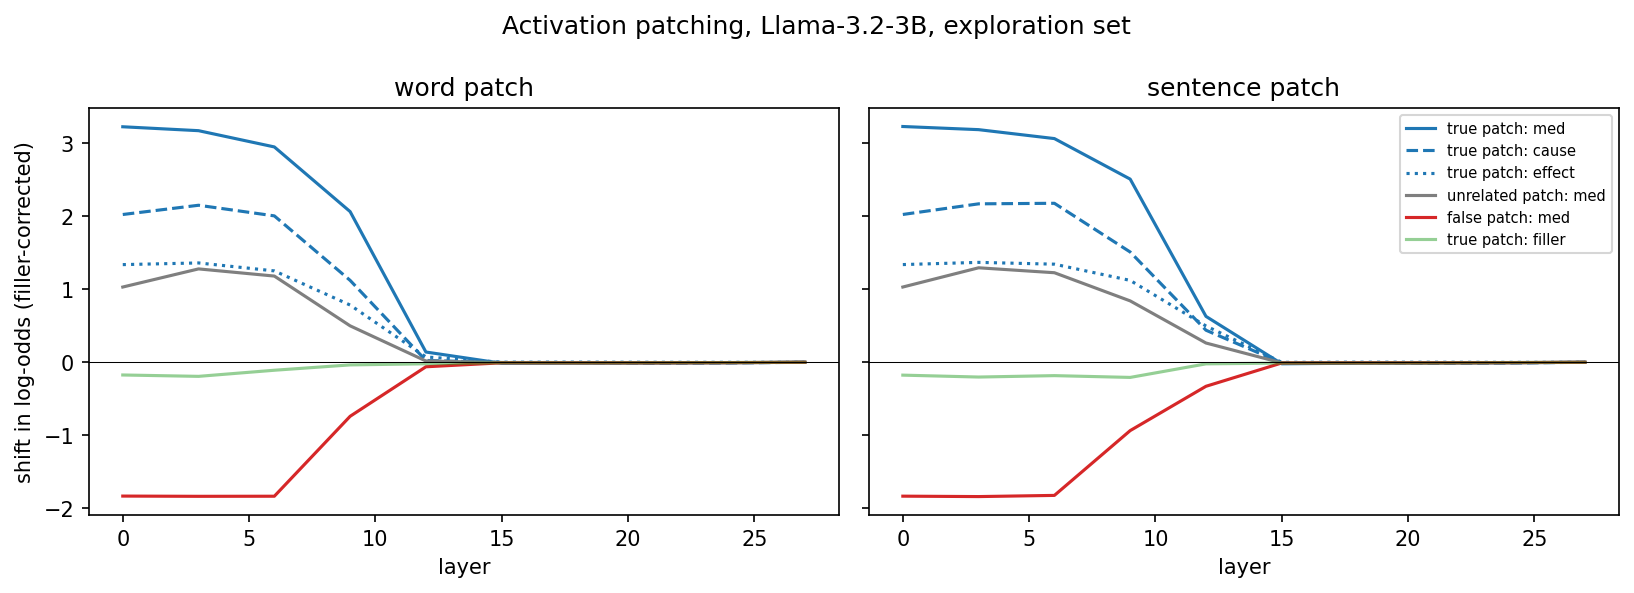 Activation patching, Llama-3.2-3B, exploration set
word patch
sentence patch
shift in log-odds (filler-corrected)
3
2
1
0
−1
−2
true patch: med
true patch: cause
true patch: effect
unrelated patch: med
false patch: med
true patch: filler
0 5 10 15 20 25
0 5 10 15 20 25
layer
layer